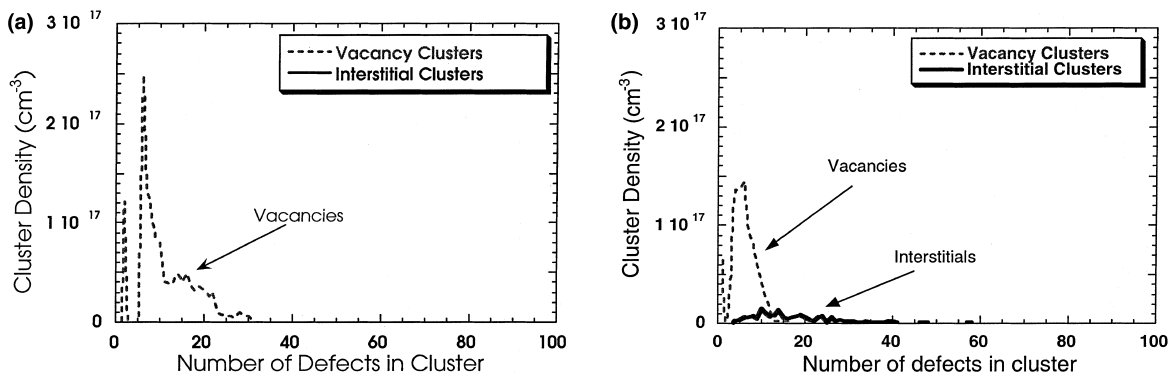 (a)
3 10 17
2 10 17
1 10 17
0
Cluster Density (cm-3)
Vacancy Clusters
Interstitial Clusters
Vacancies
0 20 40 60 80 100
Number of Defects in Cluster
(b)
3 10 17
2 10 17
1 10 17
0
Cluster Density (cm-3)
Vacancy Clusters
Interstitial Clusters
Vacancies
Interstitials
0 20 40 60 80 100
Number of defects in cluster